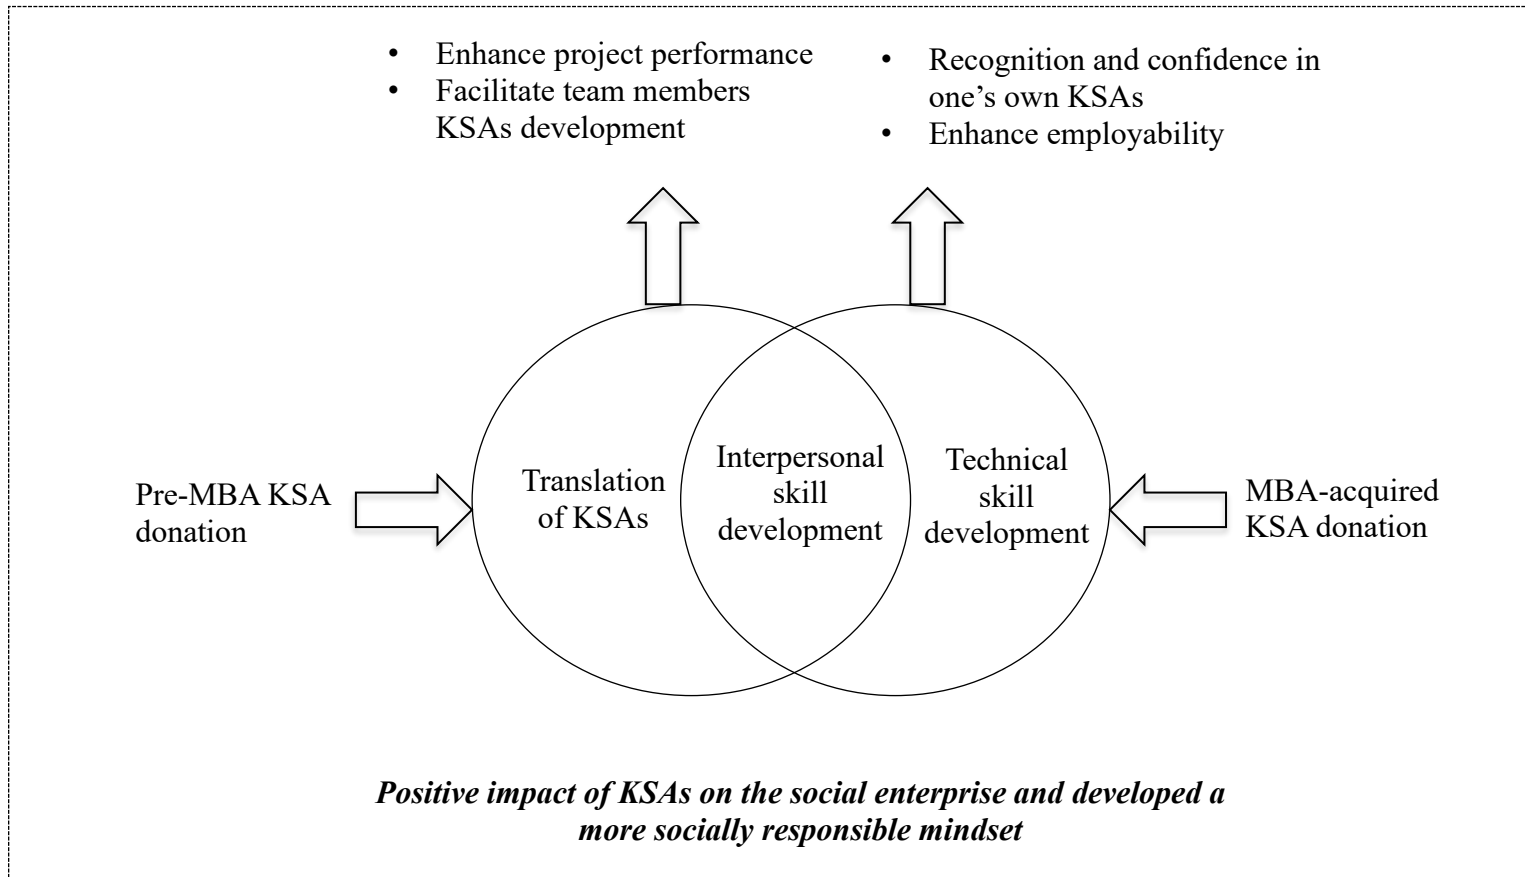 • Enhance project performance
• Facilitate team members
KSAs development
• Recognition and confidence in
one’s own KSAs
• Enhance employability
Pre-MBA KSA
donation
Translation
of KSAs
Interpersonal
skill
development
Technical
skill
development
MBA-acquired
KSA donation
Positive impact of KSAs on the social enterprise and developed a
more socially responsible mindset